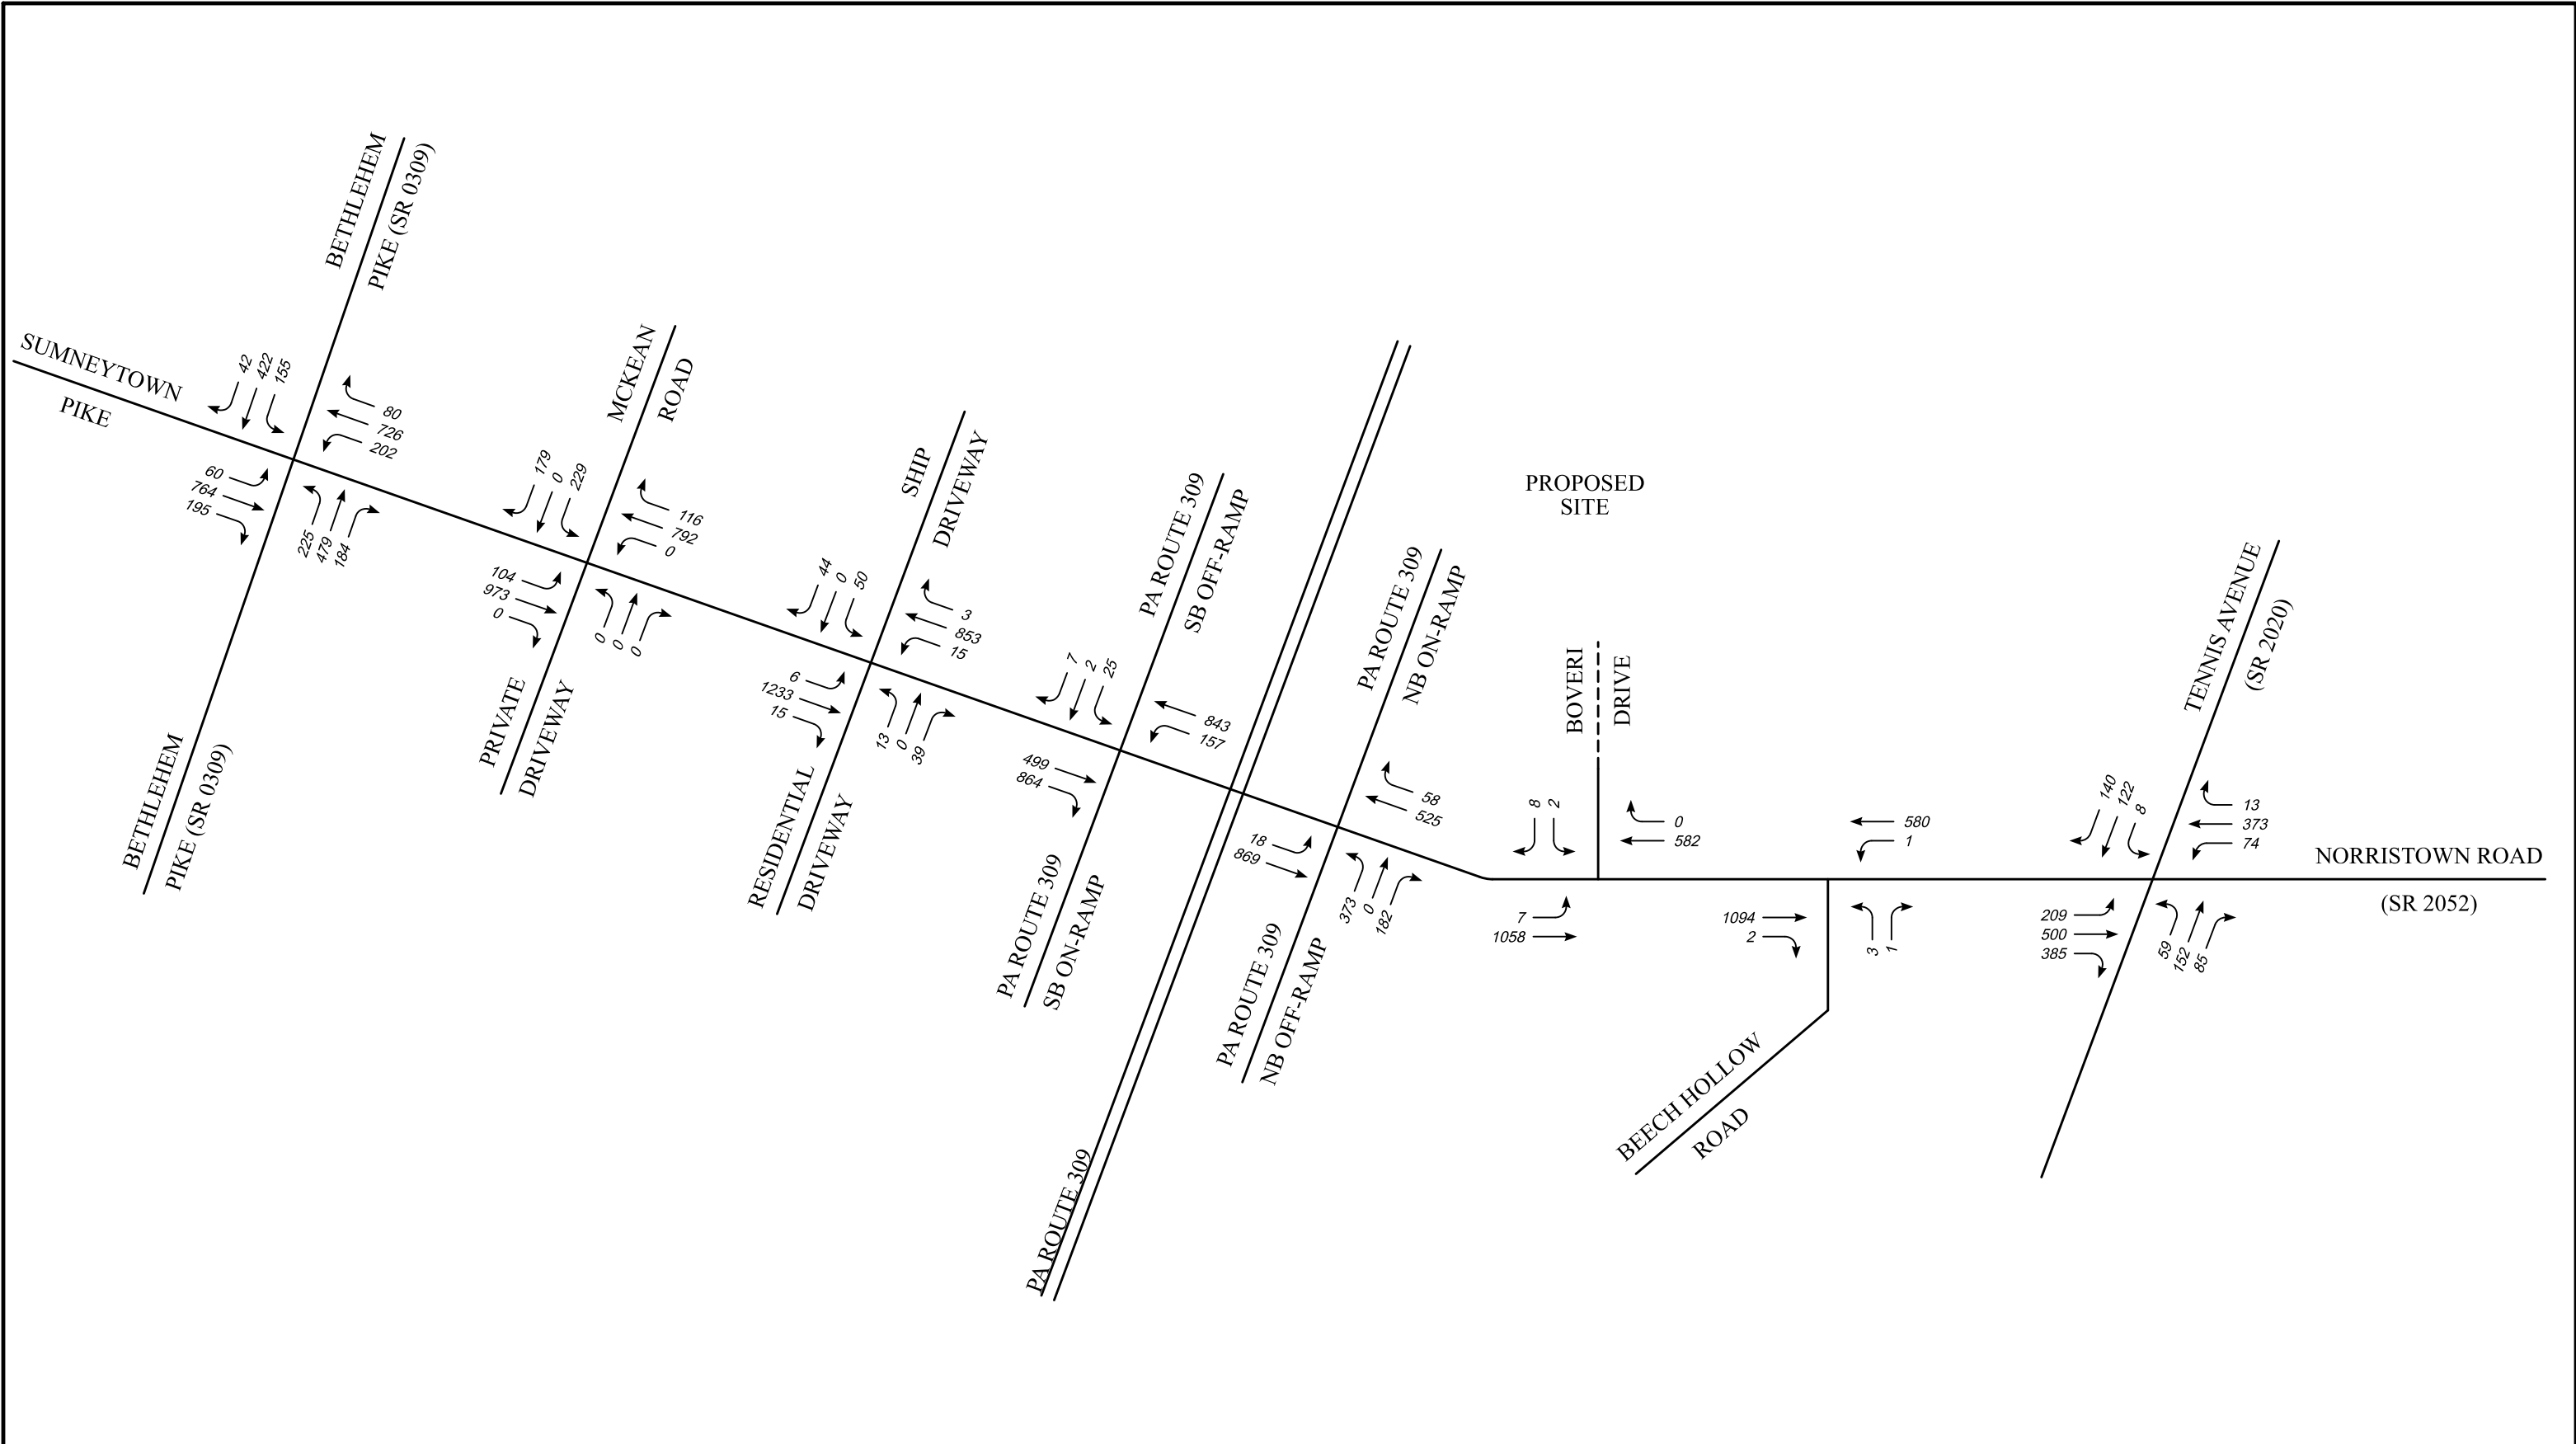 BETHLEHEM
PIKE (SR 0309)
SUMNEYTOWN
PIKE
42
422
155
80
726
202
60
764
195
225
479
184
BETHLEHEM
PIKE (SR 0309)
MCKEAN
ROAD
179
0
229
116
792
0
104
973
0
0
0
0
PRIVATE
DRIVEWAY
SHIP
DRIVEWAY
44
0
50
3
853
15
6
1233
15
13
0
39
RESIDENTIAL
DRIVEWAY
PA ROUTE 309
SB OFF-RAMP
7
2
25
843
157
499
864
PA ROUTE 309
SB ON-RAMP
PA ROUTE 309
PROPOSED
SITE
PA ROUTE 309
NB ON-RAMP
58
525
18
869
373
0
182
PA ROUTE 309
NB OFF-RAMP
BOVERI
DRIVE
8
2
0
582
7
1058
580
1
1094
2
3
1
BEECH HOLLOW
ROAD
TENNIS AVENUE
(SR 2020)
140
122
8
13
373
74
209
500
385
59
152
85
NORRISTOWN ROAD
(SR 2052)